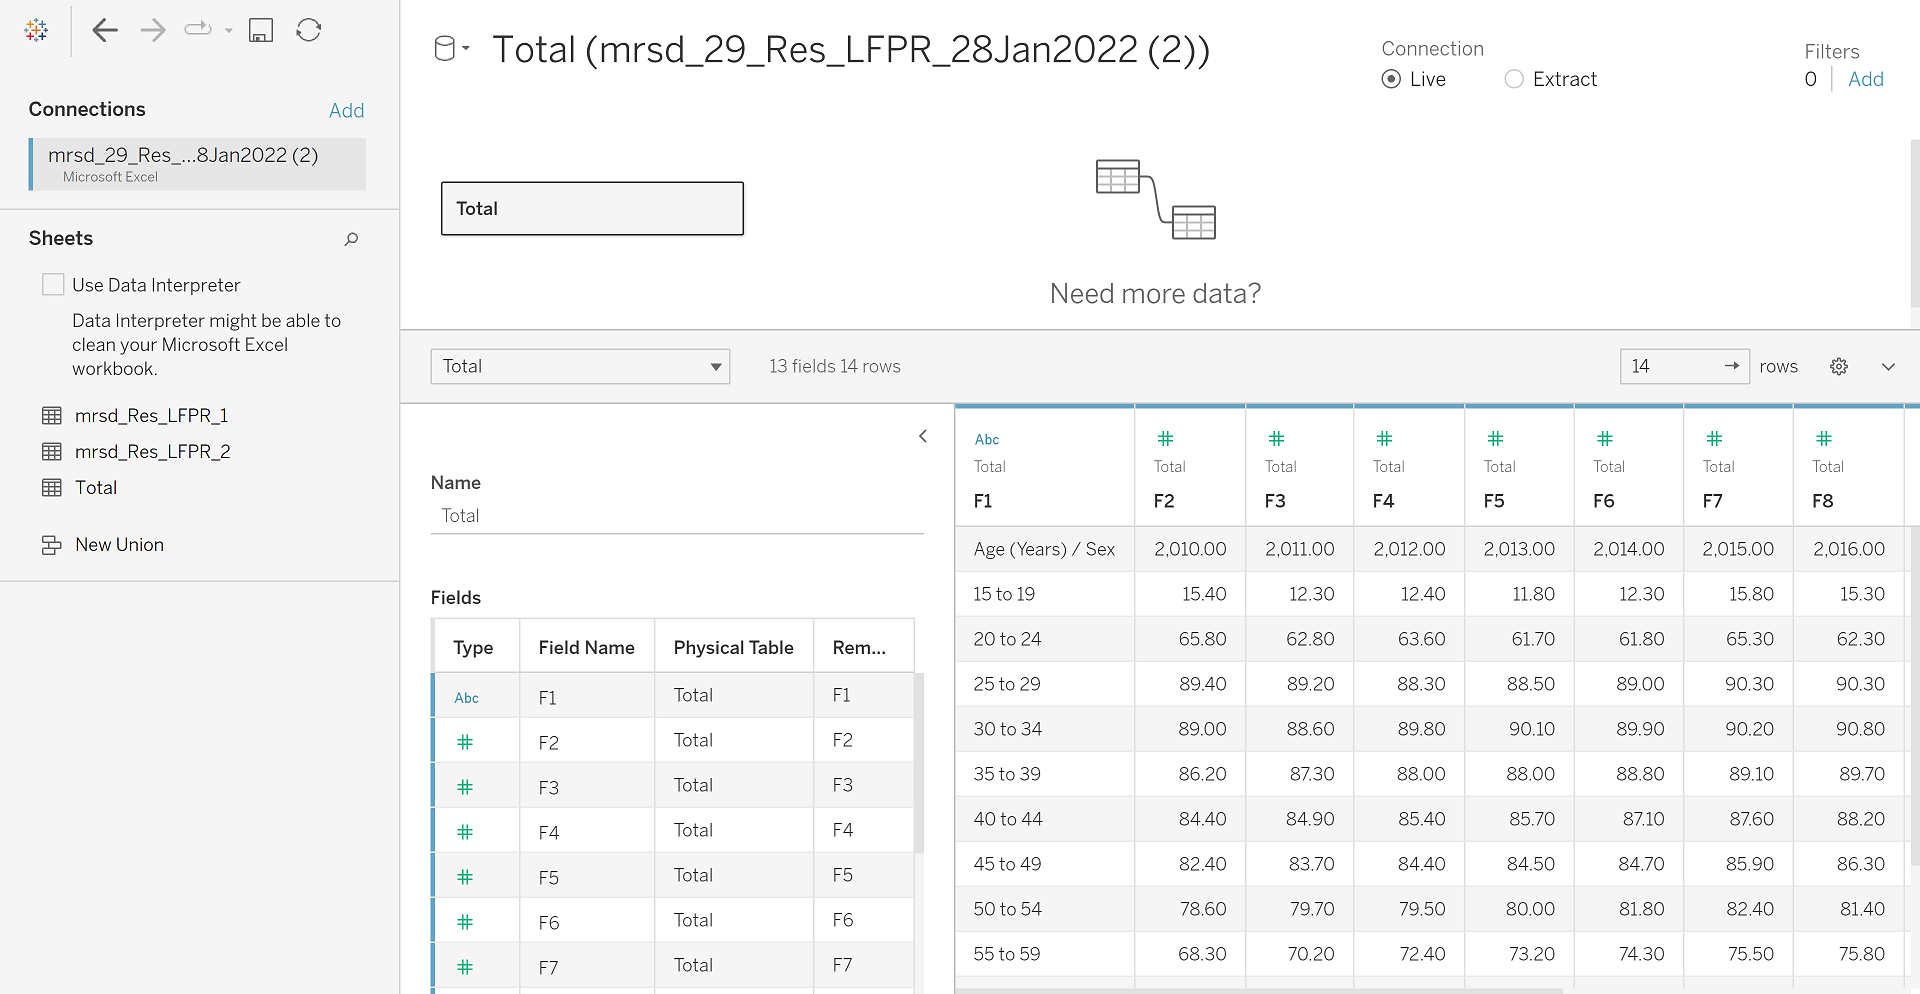 Connections
Add
mrsd_29_Res_...8Jan2022 (2)
Microsoft Excel
Sheets
Use Data Interpreter
Data Interpreter might be able to
clean your Microsoft Excel
workbook.
mrsd_Res_LFPR_1
mrsd_Res_LFPR_2
Total
New Union
Total (mrsd_29_Res_LFPR_28Jan2022 (2))
Connection
Live Extract
Filters
0 Add
Total
Need more data?
Total 13 fields 14 rows 14 rows
Name
Total
Fields
Type Field Name Physical Table Rem...
Abc F1 Total F1
F2 Total F2
F3 Total F3
F4 Total F4
F5 Total F5
F6 Total F6
F7 Total F7
Abc
Total Total Total Total Total Total Total Total
F1 F2 F3 F4 F5 F6 F7 F8
Age (Years) / Sex 2,010.00 2,011.00 2,012.00 2,013.00 2,014.00 2,015.00 2,016.00
15 to 19 15.40 12.30 12.40 11.80 12.30 15.80 15.30
20 to 24 65.80 62.80 63.60 61.70 61.80 65.30 62.30
25 to 29 89.40 89.20 88.30 88.50 89.00 90.30 90.30
30 to 34 89.00 88.60 89.80 90.10 89.90 90.20 90.80
35 to 39 86.20 87.30 88.00 88.00 88.80 89.10 89.70
40 to 44 84.40 84.90 85.40 85.70 87.10 87.60 88.20
45 to 49 82.40 83.70 84.40 84.50 84.70 85.90 86.30
50 to 54 78.60 79.70 79.50 80.00 81.80 82.40 81.40
55 to 59 68.30 70.20 72.40 73.20 74.30 75.50 75.80